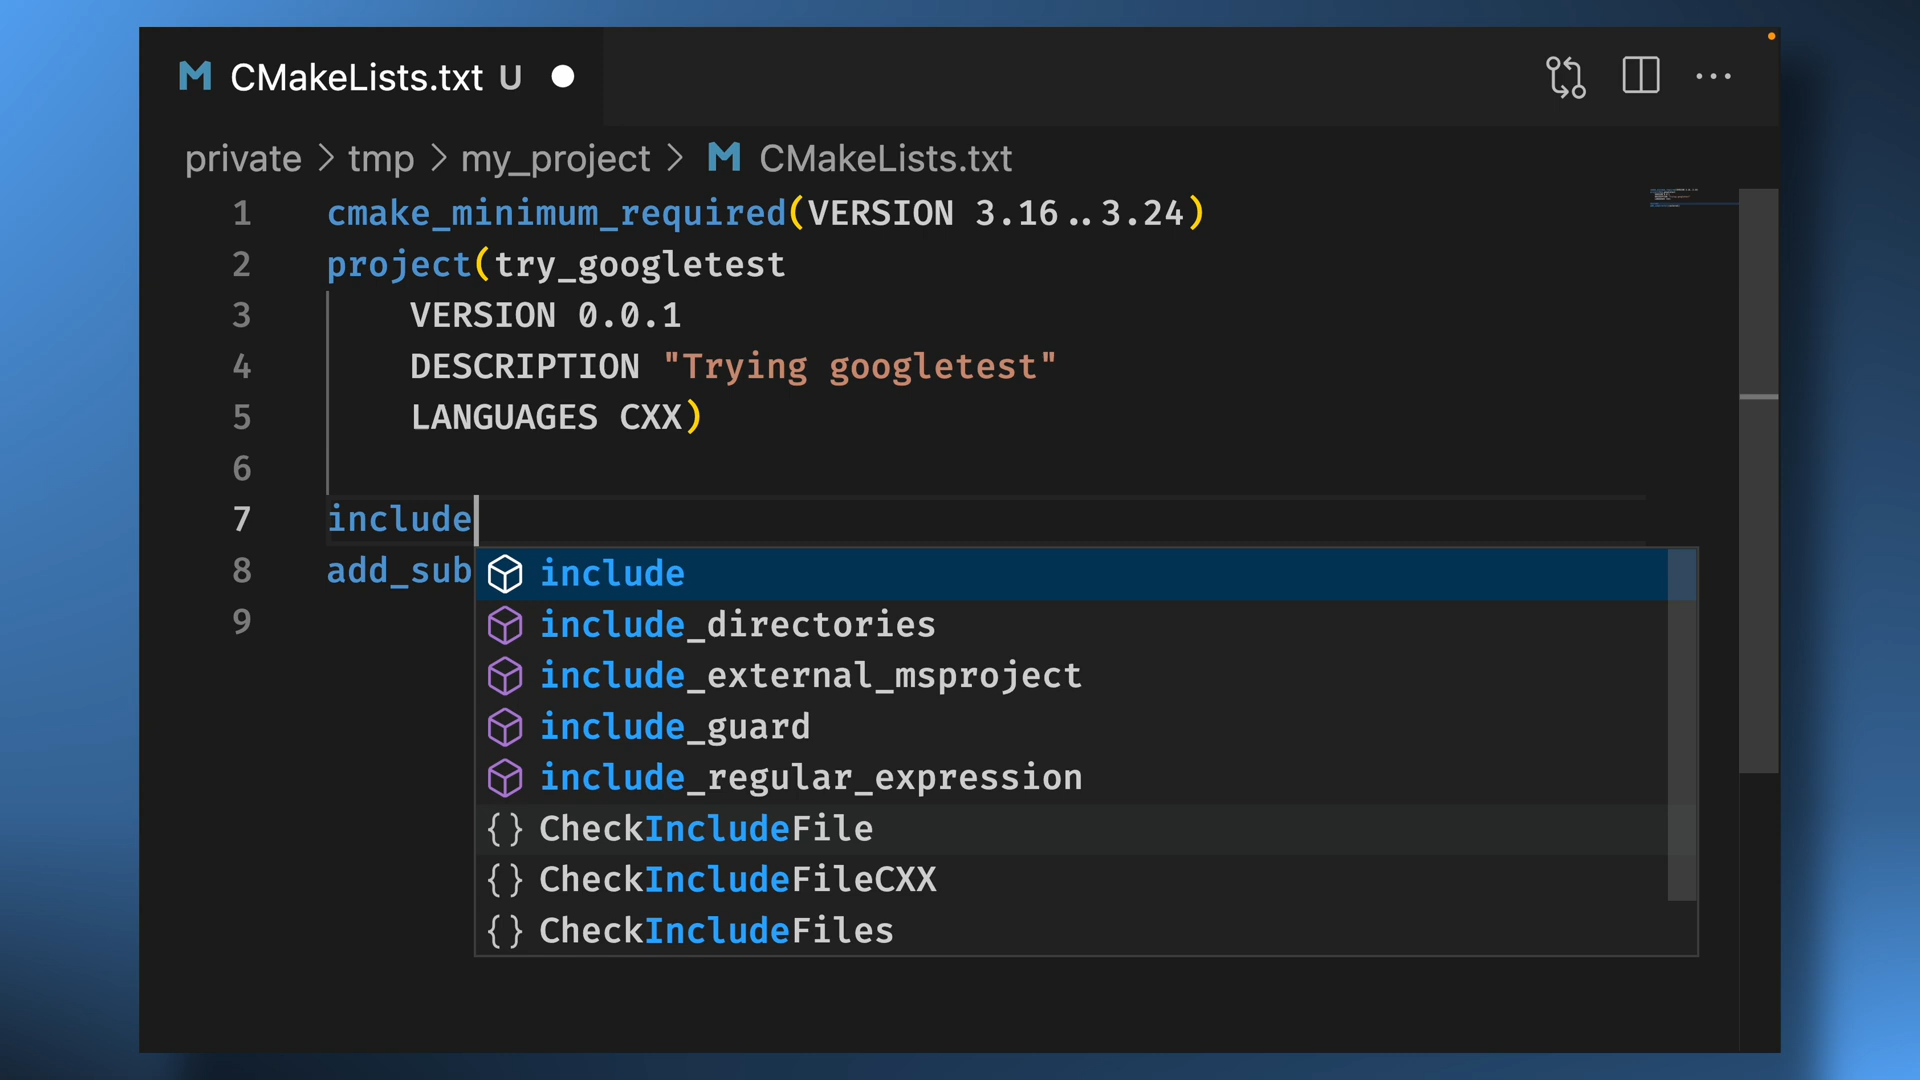 CMakeLists.txt U
private > tmp > my_project > CMakeLists.txt
1 cmake_minimum_required(VERSION 3.16..3.24)
2 project(try_googletest
3 VERSION 0.0.1
4 DESCRIPTION "Trying googletest"
5 LANGUAGES CXX)
6
7 include
8 add_sub
9
include
include_directories
include_external_msproject
include_guard
include_regular_expression
{} CheckIncludeFile
{} CheckIncludeFileCXX
{} CheckIncludeFiles